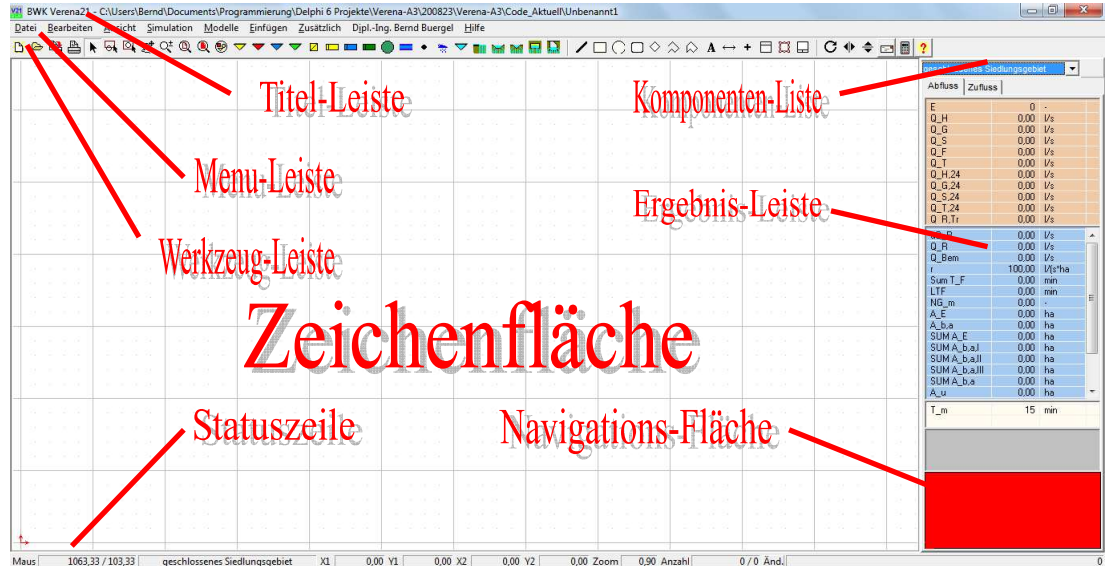 V21 BWK Verena21 - C:\Users\Bernd\Documents\Programmierung\Delphi 6 Projekte\Verena-A3\200823\Verena-A3\Code_Aktuell\Unbenannt1
Datei Bearbeiten Ansicht Simulation Modelle Einfügen Zusätzlich Dipl.-Ing. Bernd Buergel Hilfe
A ?
geschlossenes Siedlungsgebiet
Abfluss Zufluss
Titel-Leiste
Komponenten-Liste
Menu-Leiste
Ergebnis-Leiste
Werkzeug-Leiste
Zeichenfläche
Statuszeile
Navigations-Fläche
E 0 -
Q_H 0,00 l/s
Q_G 0,00 l/s
Q_S 0,00 l/s
Q_F 0,00 l/s
Q_T 0,00 l/s
Q_H,24 0,00 l/s
Q_G,24 0,00 l/s
Q_S,24 0,00 l/s
Q_T,24 0,00 l/s
Q_R,Tr 0,00 l/s
0,00 l/s
Q_R 0,00 l/s
Q_Bem 0,00 l/s
r 100,00 l/(s*ha
Sum T_F 0,00 min
LTF 0,00 min
NG_m 0,00 -
A_E 0,00 ha
A_b,a 0,00 ha
SUM A_E 0,00 ha
SUM A_b,a,I 0,00 ha
SUM A_b,a,II 0,00 ha
SUM A_b,a,III 0,00 ha
SUM A_b,a 0,00 ha
A_u 0,00 ha
T_m 15 min
Maus 1063,33 / 103,33 geschlossenes Siedlungsgebiet X1 0,00 Y1 0,00 X2 0,00 Y2 0,00 Zoom 0,90 Anzahl 0 / 0 Änd. 0